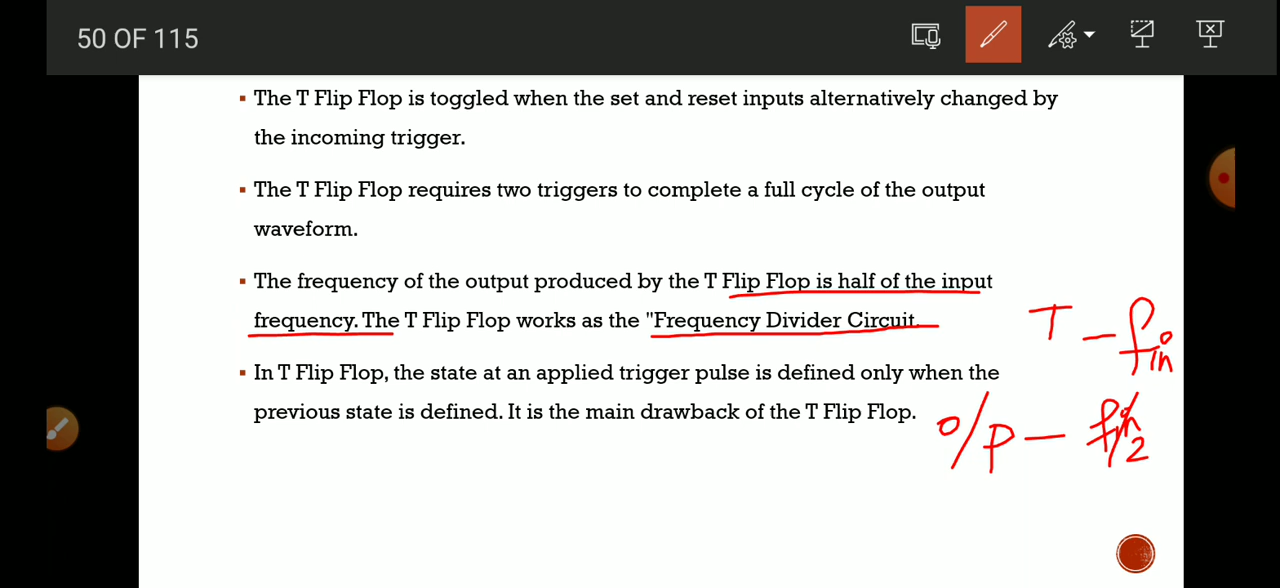 50 OF 115
▪ The T Flip Flop is toggled when the set and reset inputs alternatively changed by
the incoming trigger.
▪ The T Flip Flop requires two triggers to complete a full cycle of the output
waveform.
▪ The frequency of the output produced by the T Flip Flop is half of the input
frequency. The T Flip Flop works as the "Frequency Divider Circuit.
T – fin
▪ In T Flip Flop, the state at an applied trigger pulse is defined only when the
previous state is defined. It is the main drawback of the T Flip Flop.
o/p – fin/2